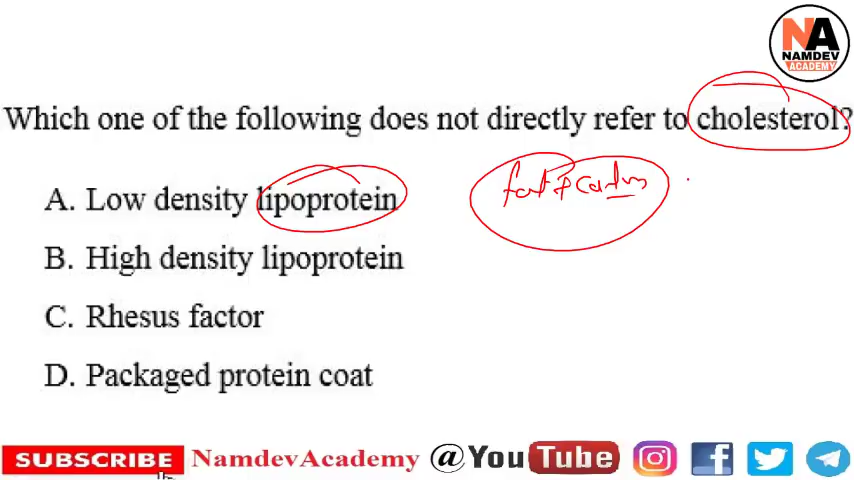 NA
NAMDEV
ACADEMY
Which one of the following does not directly refer to cholesterol?
A. Low density lipoprotein
B. High density lipoprotein
C. Rhesus factor
D. Packaged protein coat
SUBSCRIBE NamdevAcademy @YouTube